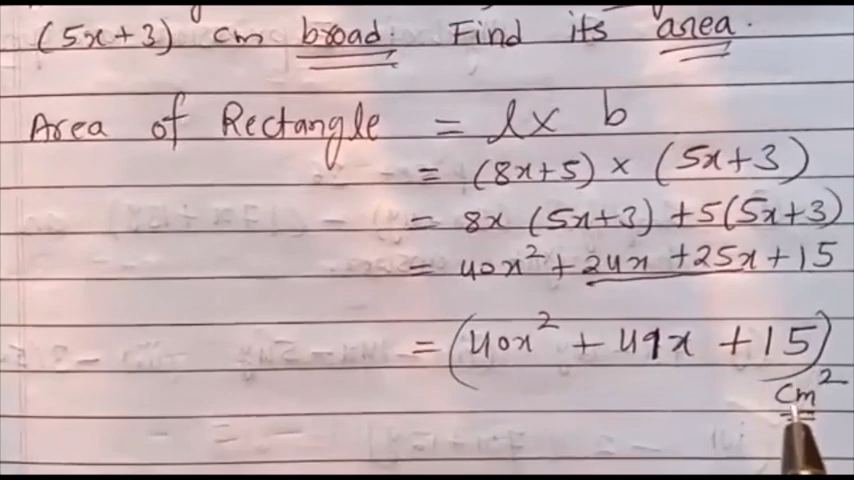 (5x+3) cm broad. Find its area.
Area of Rectangle = l x b
= (8x+5) × (5x+3)
= 8x (5x+3) +5(5x+3)
= 40x² + 24x + 25x + 15
= (40x² + 49x + 15)
cm²